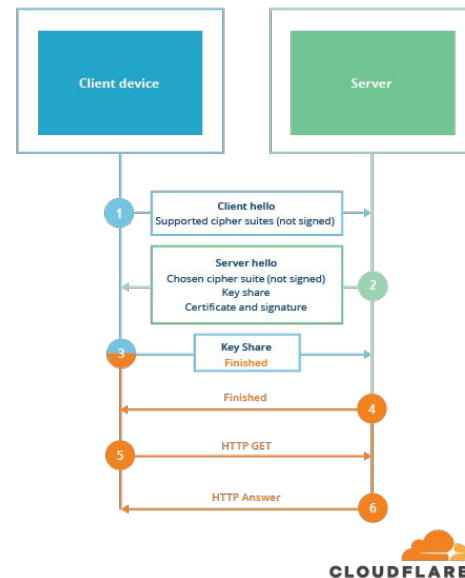 Client device
Server
1
Client hello
Supported cipher suites (not signed)
Server hello
Chosen cipher suite (not signed)
Key share
Certificate and signature
2
3
Key Share
Finished
Finished
4
5
HTTP GET
HTTP Answer
6
CLOUDFLARE